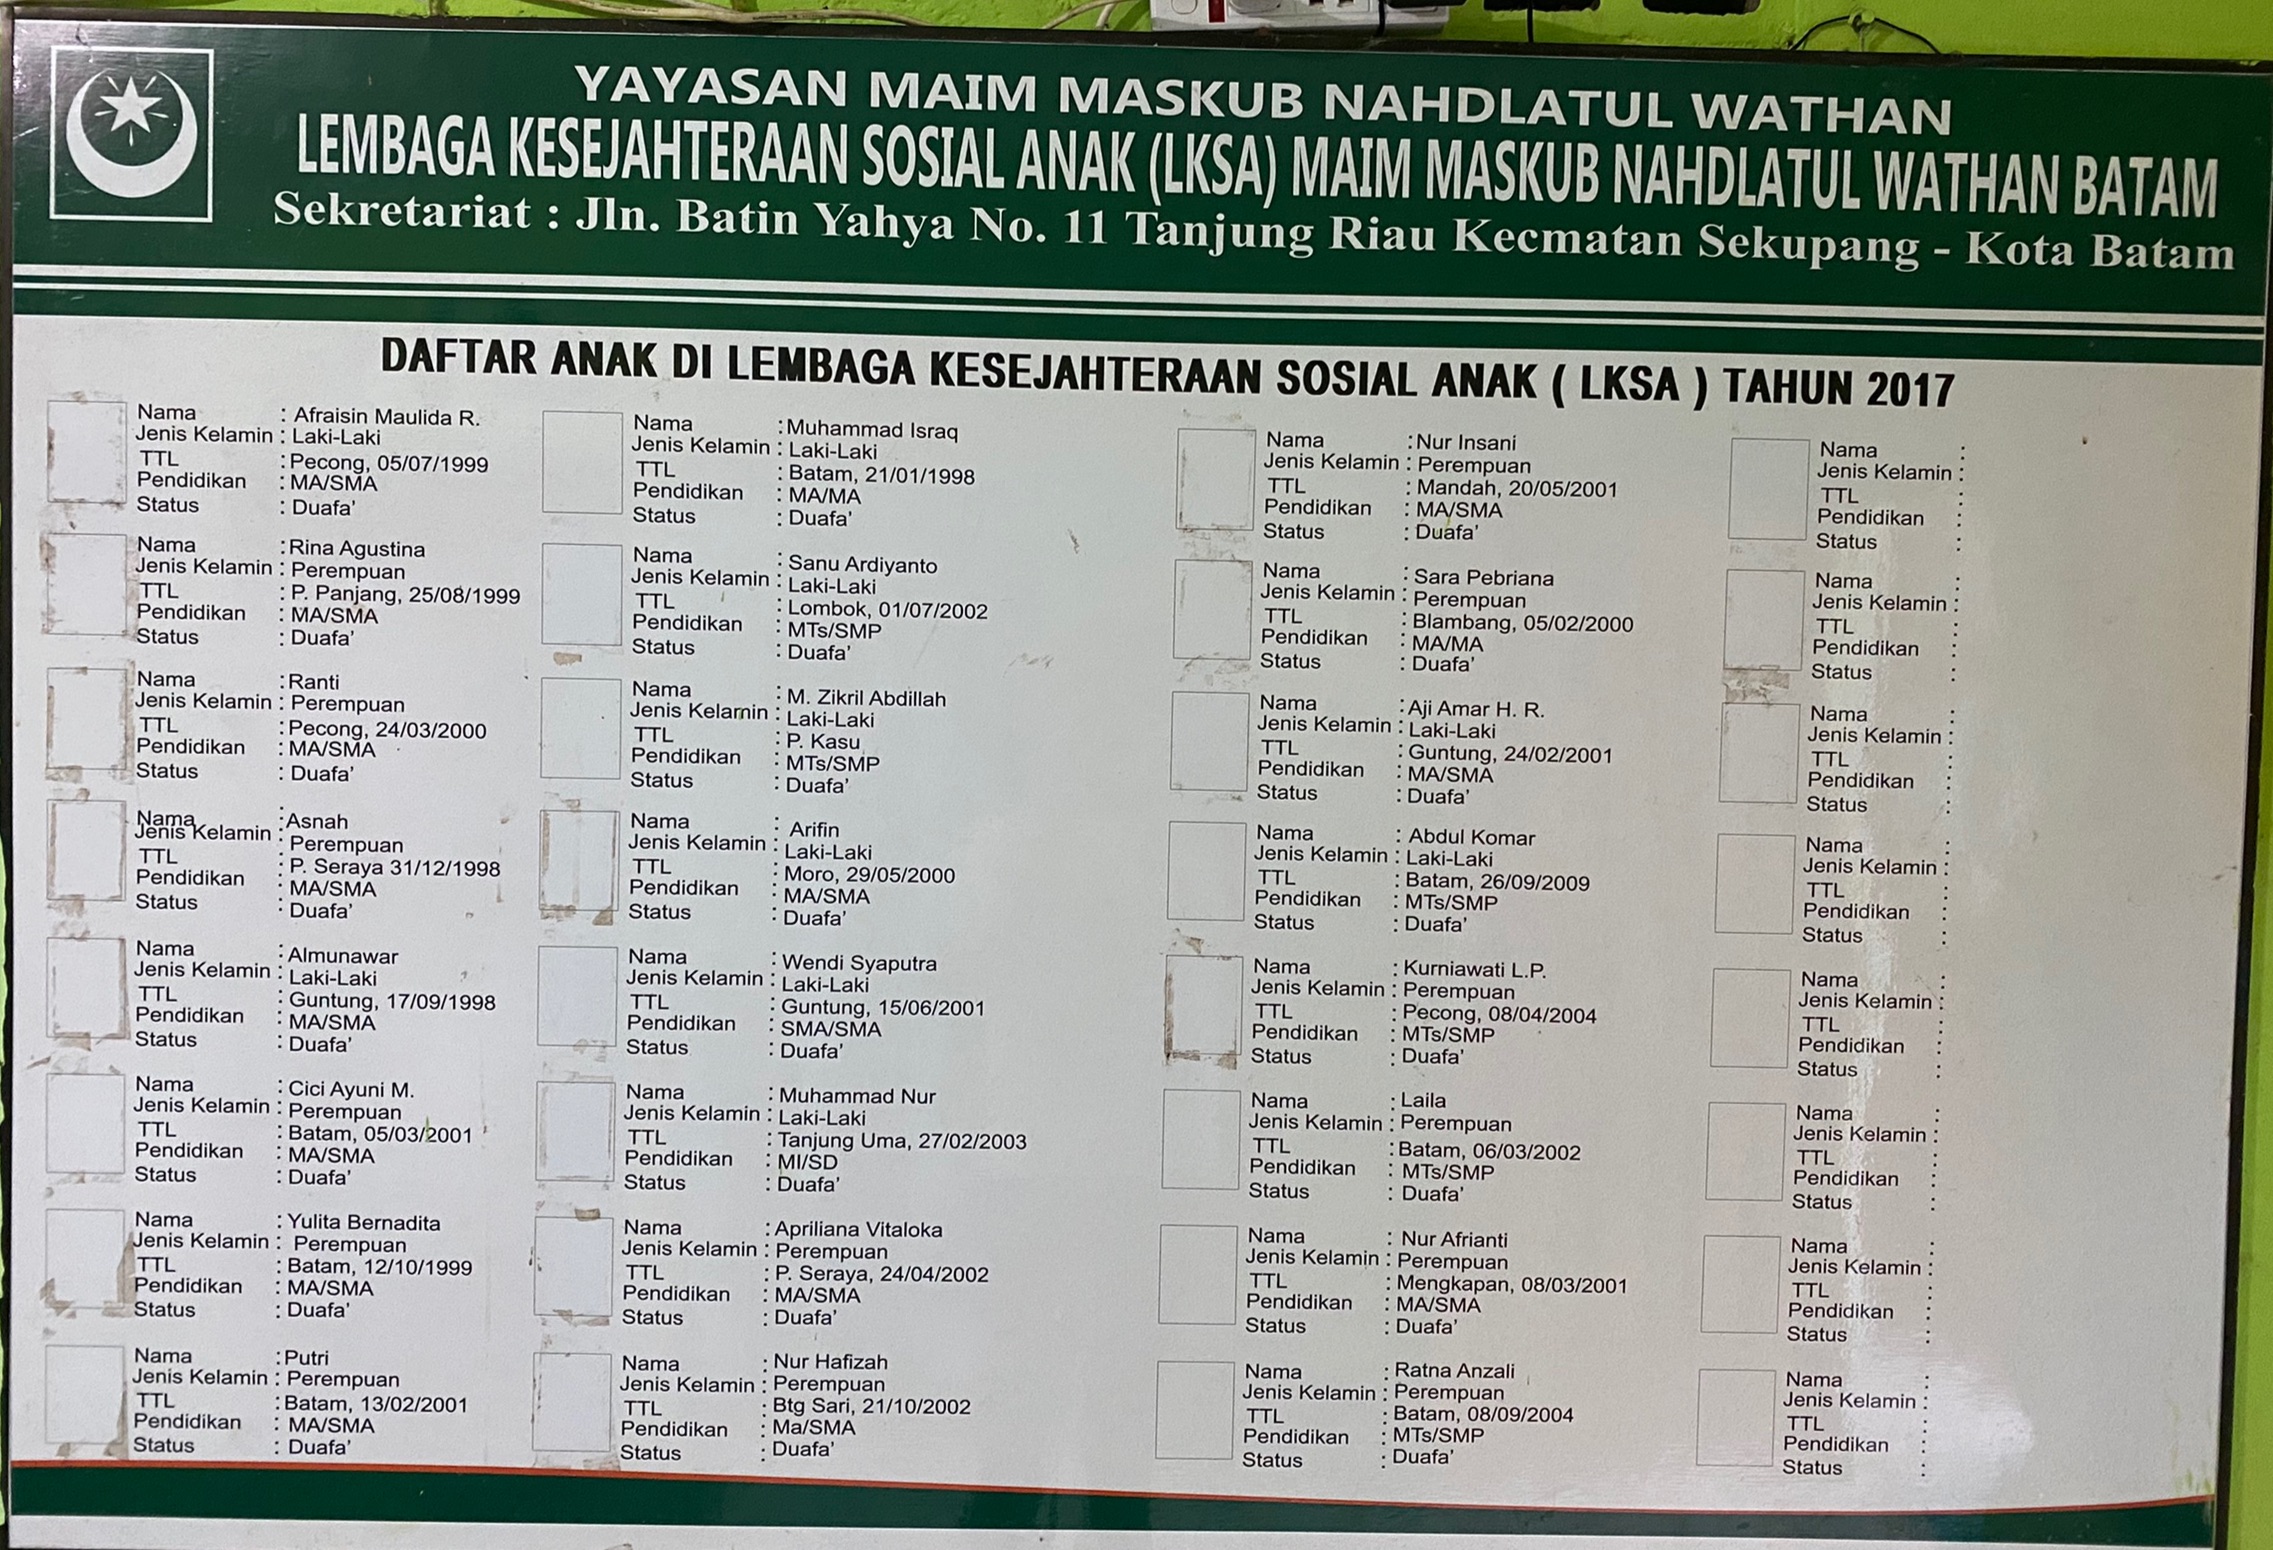 YAYASAN MAIM MASKUB NAHDLATUL WATHAN
LEMBAGA KESEJAHTERAAN SOSIAL ANAK (LKSA) MAIM MASKUB NAHDLATUL WATHAN BATAM
Sekretariat : Jln. Batin Yahya No. 11 Tanjung Riau Kecmatan Sekupang - Kota Batam
DAFTAR ANAK DI LEMBAGA KESEJAHTERAAN SOSIAL ANAK ( LKSA ) TAHUN 2017
Nama : Afraisin Maulida R.
Jenis Kelamin : Laki-Laki
TTL : Pecong, 05/07/1999
Pendidikan : MA/SMA
Status : Duafa'
Nama : Rina Agustina
Jenis Kelamin : Perempuan
TTL : P. Panjang, 25/08/1999
Pendidikan : MA/SMA
Status : Duafa'
Nama : Ranti
Jenis Kelamin : Perempuan
TTL : Pecong, 24/03/2000
Pendidikan : MA/SMA
Status : Duafa'
Nama : Asnah
Jenis Kelamin : Perempuan
TTL : P. Seraya 31/12/1998
Pendidikan : MA/SMA
Status : Duafa'
Nama : Almunawar
Jenis Kelamin : Laki-Laki
TTL : Guntung, 17/09/1998
Pendidikan : MA/SMA
Status : Duafa'
Nama : Cici Ayuni M.
Jenis Kelamin : Perempuan
TTL : Batam, 05/03/2001
Pendidikan : MA/SMA
Status : Duafa'
Nama : Yulita Bernadita
Jenis Kelamin : Perempuan
TTL : Batam, 12/10/1999
Pendidikan : MA/SMA
Status : Duafa'
Nama : Putri
Jenis Kelamin : Perempuan
TTL : Batam, 13/02/2001
Pendidikan : MA/SMA
Status : Duafa'
Nama : Muhammad Israq
Jenis Kelamin : Laki-Laki
TTL : Batam, 21/01/1998
Pendidikan : MA/MA
Status : Duafa'
Nama : Sanu Ardiyanto
Jenis Kelamin : Laki-Laki
TTL : Lombok, 01/07/2002
Pendidikan : MTs/SMP
Status : Duafa'
Nama : M. Zikril Abdillah
Jenis Kelamin : Laki-Laki
TTL : P. Kasu
Pendidikan : MTs/SMP
Status : Duafa'
Nama : Arifin
Jenis Kelamin : Laki-Laki
TTL : Moro, 29/05/2000
Pendidikan : MA/SMA
Status : Duafa'
Nama : Wendi Syaputra
Jenis Kelamin : Laki-Laki
TTL : Guntung, 15/06/2001
Pendidikan : SMA/SMA
Status : Duafa'
Nama : Muhammad Nur
Jenis Kelamin : Laki-Laki
TTL : Tanjung Uma, 27/02/2003
Pendidikan : MI/SD
Status : Duafa'
Nama : Apriliana Vitaloka
Jenis Kelamin : Perempuan
TTL : P. Seraya, 24/04/2002
Pendidikan : MA/SMA
Status : Duafa'
Nama : Nur Hafizah
Jenis Kelamin : Perempuan
TTL : Btg Sari, 21/10/2002
Pendidikan : Ma/SMA
Status : Duafa'
Nama : Nur Insani
Jenis Kelamin : Perempuan
TTL : Mandah, 20/05/2001
Pendidikan : MA/SMA
Status : Duafa'
Nama : Sara Pebriana
Jenis Kelamin : Perempuan
TTL : Blambang, 05/02/2000
Pendidikan : MA/MA
Status : Duafa'
Nama : Aji Amar H. R.
Jenis Kelamin : Laki-Laki
TTL : Guntung, 24/02/2001
Pendidikan : MA/SMA
Status : Duafa'
Nama : Abdul Komar
Jenis Kelamin : Laki-Laki
TTL : Batam, 26/09/2009
Pendidikan : MTs/SMP
Status : Duafa'
Nama : Kurniawati L.P.
Jenis Kelamin : Perempuan
TTL : Pecong, 08/04/2004
Pendidikan : MTs/SMP
Status : Duafa'
Nama : Laila
Jenis Kelamin : Perempuan
TTL : Batam, 06/03/2002
Pendidikan : MTs/SMP
Status : Duafa'
Nama : Nur Afrianti
Jenis Kelamin : Perempuan
TTL : Mengkapan, 08/03/2001
Pendidikan : MA/SMA
Status : Duafa'
Nama : Ratna Anzali
Jenis Kelamin : Perempuan
TTL : Batam, 08/09/2004
Pendidikan : MTs/SMP
Status : Duafa'
Nama :
Jenis Kelamin :
TTL :
Pendidikan :
Status :
Nama :
Jenis Kelamin :
TTL :
Pendidikan :
Status :
Nama :
Jenis Kelamin :
TTL :
Pendidikan :
Status :
Nama :
Jenis Kelamin :
TTL :
Pendidikan :
Status :
Nama :
Jenis Kelamin :
TTL :
Pendidikan :
Status :
Nama :
Jenis Kelamin :
TTL :
Pendidikan :
Status :
Nama :
Jenis Kelamin :
TTL :
Pendidikan :
Status :
Nama :
Jenis Kelamin :
TTL :
Pendidikan :
Status :